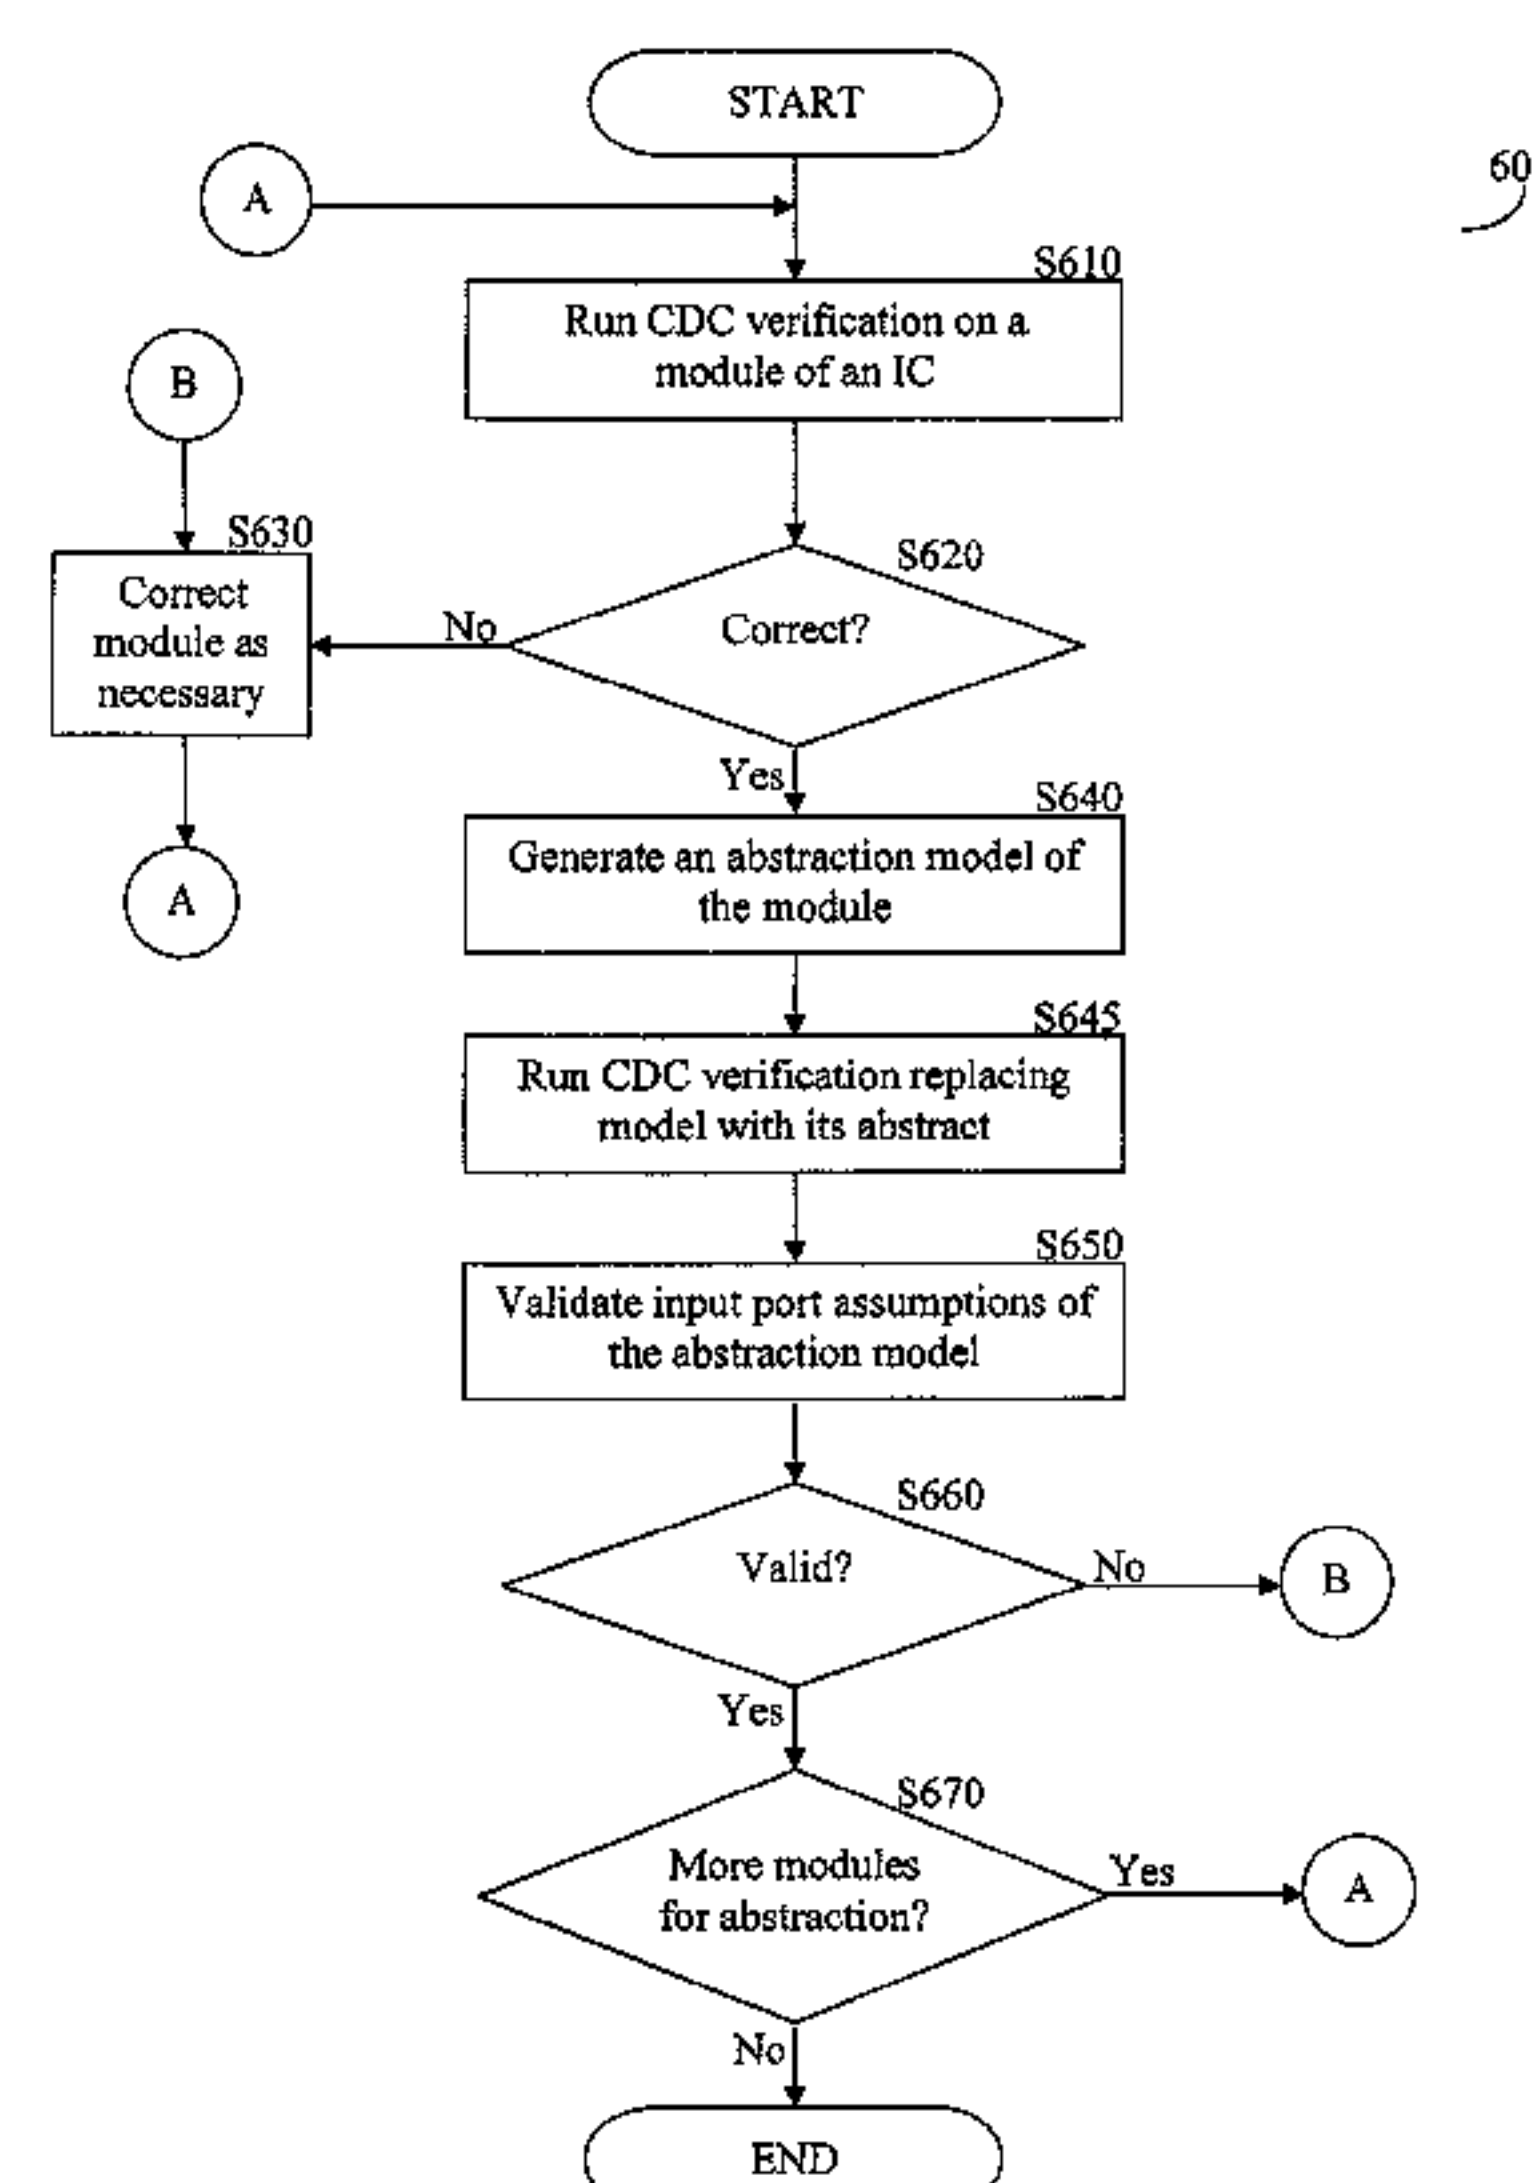 START
A
60
S610
Run CDC verification on a
module of an IC
B
S630
Correct
module as
necessary
S620
Correct?
No
Yes
A
S640
Generate an abstraction model of
the module
S645
Run CDC verification replacing
model with its abstract
S650
Validate input port assumptions of
the abstraction model
S660
Valid?
No
B
Yes
S670
More modules
for abstraction?
Yes
A
No
END